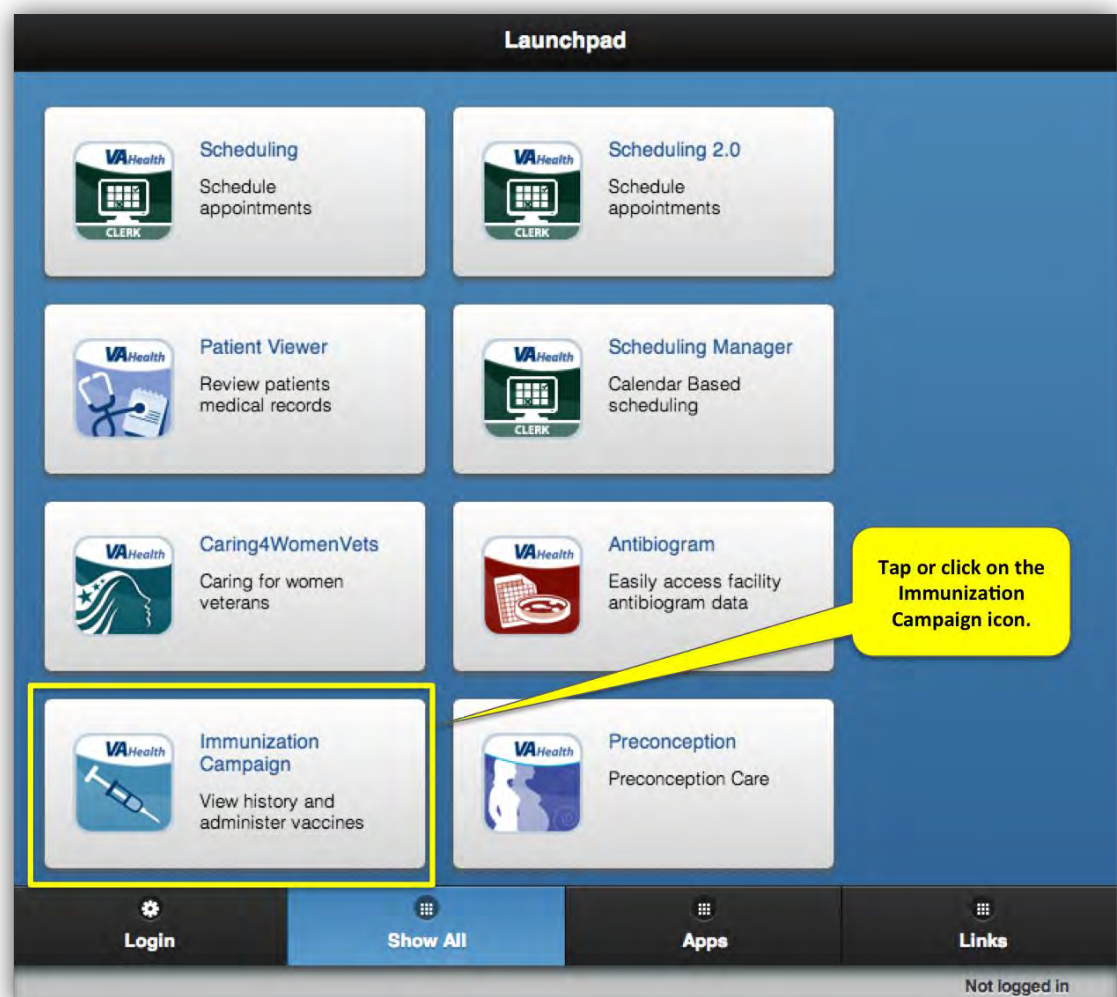 Launchpad
VAHealth
CLERK
Scheduling
Schedule
appointments
VAHealth
CLERK
Scheduling 2.0
Schedule
appointments
VAHealth
Patient Viewer
Review patients
medical records
VAHealth
CLERK
Scheduling Manager
Calendar Based
scheduling
VAHealth
Caring4WomenVets
Caring for women
veterans
VAHealth
Antibiogram
Easily access facility
antibiogram data
Tap or click on the
Immunization
Campaign icon.
VAHealth
Immunization
Campaign
View history and
administer vaccines
VAHealth
Preconception
Preconception Care
Login
Show All
Apps
Links
Not logged in